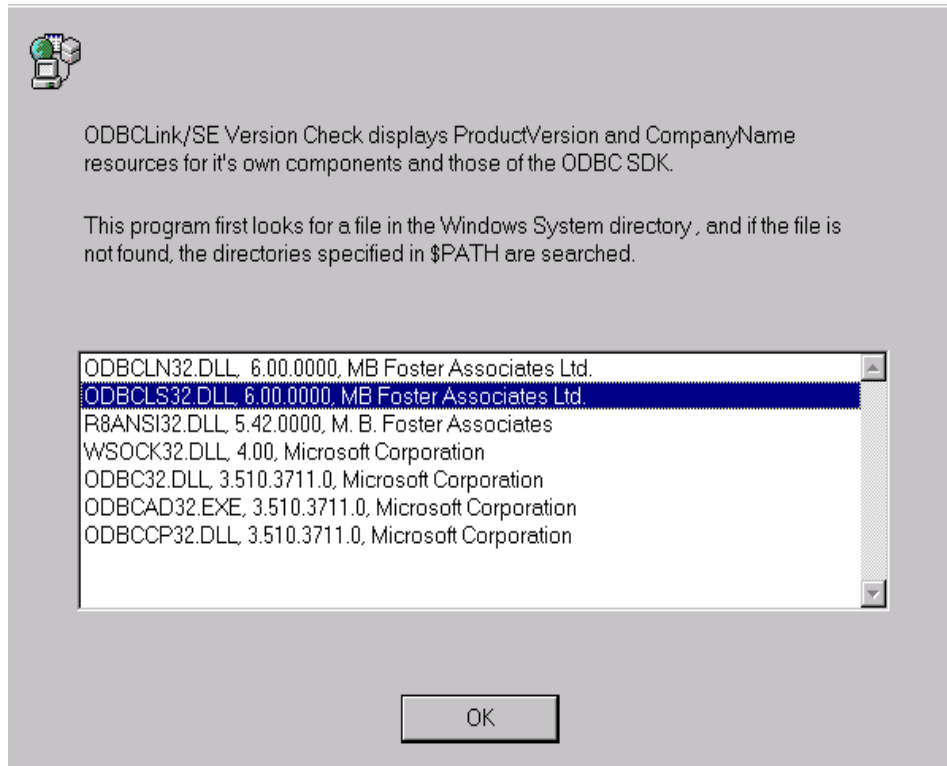 ODBCLink/SE Version Check displays ProductVersion and CompanyName
resources for it's own components and those of the ODBC SDK.
This program first looks for a file in the Windows System directory , and if the file is
not found, the directories specified in $PATH are searched.
ODBCLN32.DLL,  6.00.0000, MB Foster Associates Ltd.
ODBCLS32.DLL, 6.00.0000, MB Foster Associates Ltd.
R8ANSI32.DLL, 5.42.0000, M. B. Foster Associates
WSOCK32.DLL, 4.00, Microsoft Corporation
ODBC32.DLL, 3.510.3711.0, Microsoft Corporation
ODBCAD32.EXE, 3.510.3711.0, Microsoft Corporation
ODBCCP32.DLL, 3.510.3711.0, Microsoft Corporation
OK